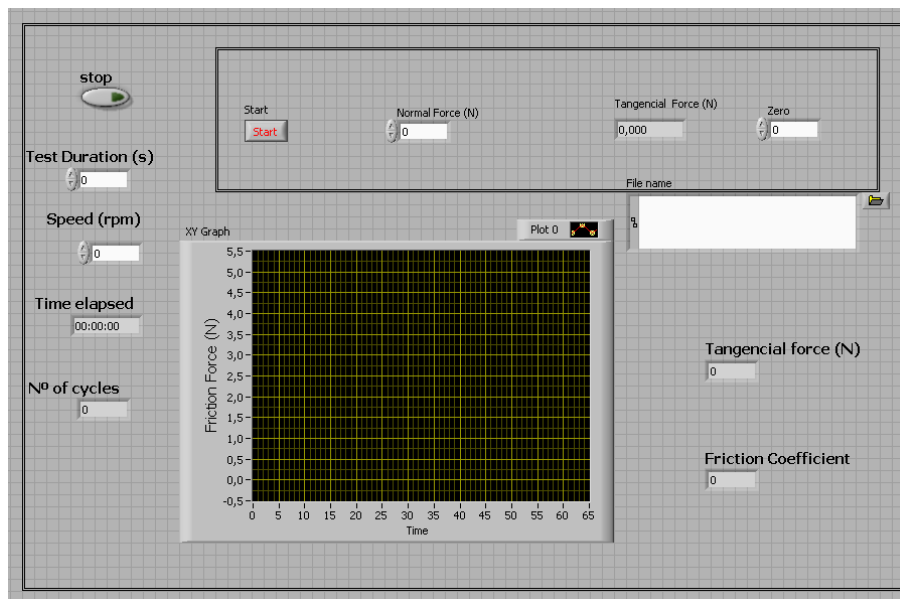 stop
Start
Start
Normal Force (N)
0
Tangencial Force (N)
0,000
Zero
0
Test Duration (s)
0
File name
Speed (rpm)
0
XY Graph
Plot 0
Time elapsed
00:00:00
Nº of cycles
0
Friction Force (N)
5,5
5,0
4,5
4,0
3,5
3,0
2,5
2,0
1,5
1,0
0,5
0,0
-0,5
0 5 10 15 20 25 30 35 40 45 50 55 60 65
Time
Tangencial force (N)
0
Friction Coefficient
0